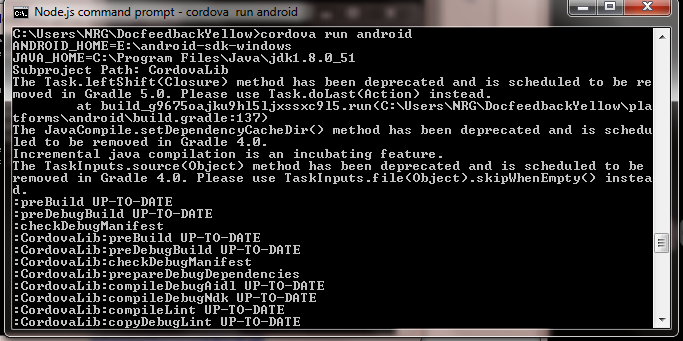 Node.js command prompt - cordova  run android
C:\Users\NRG\DocfeedbackYellow>cordova run android
ANDROID_HOME=E:\android-sdk-windows
JAVA_HOME=C:\Program Files\Java\jdk1.8.0_51
Subproject Path: CordovaLib
The Task.leftShift(Closure) method has been deprecated and is scheduled to be re
moved in Gradle 5.0. Please use Task.doLast(Action) instead.
        at build_g9675oajku9hl5ljxssxc9l5.run(C:\Users\NRG\DocfeedbackYellow\pla
tforms\android\build.gradle:137)
The JavaCompile.setDependencyCacheDir() method has been deprecated and is schedu
led to be removed in Gradle 4.0.
Incremental java compilation is an incubating feature.
The TaskInputs.source(Object) method has been deprecated and is scheduled to be
removed in Gradle 4.0. Please use TaskInputs.file(Object).skipWhenEmpty() instea
d.
:preBuild UP-TO-DATE
:preDebugBuild UP-TO-DATE
:checkDebugManifest
:CordovaLib:preBuild UP-TO-DATE
:CordovaLib:preDebugBuild UP-TO-DATE
:CordovaLib:checkDebugManifest
:CordovaLib:prepareDebugDependencies
:CordovaLib:compileDebugAidl UP-TO-DATE
:CordovaLib:compileDebugNdk UP-TO-DATE
:CordovaLib:compileLint UP-TO-DATE
:CordovaLib:copyDebugLint UP-TO-DATE